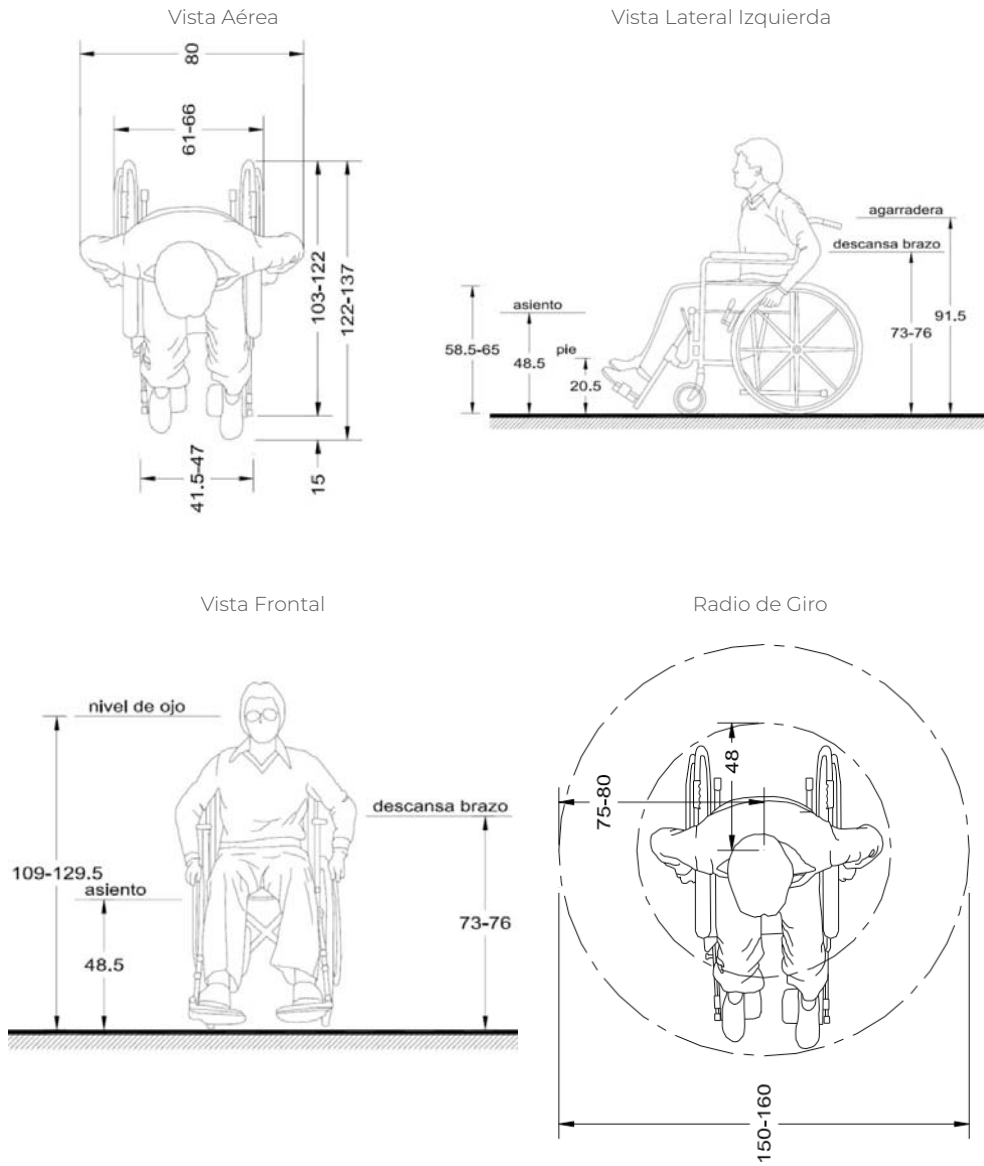 Vista Aérea
80
61-66
103-122
122-137
41.5-47
15
Vista Lateral Izquierda
agarradera
descansa brazo
asiento
pie
58.5-65
48.5
20.5
73-76
91.5
Vista Frontal
nivel de ojo
descansa brazo
109-129.5
asiento
48.5
73-76
Radio de Giro
48
75-80
150-160